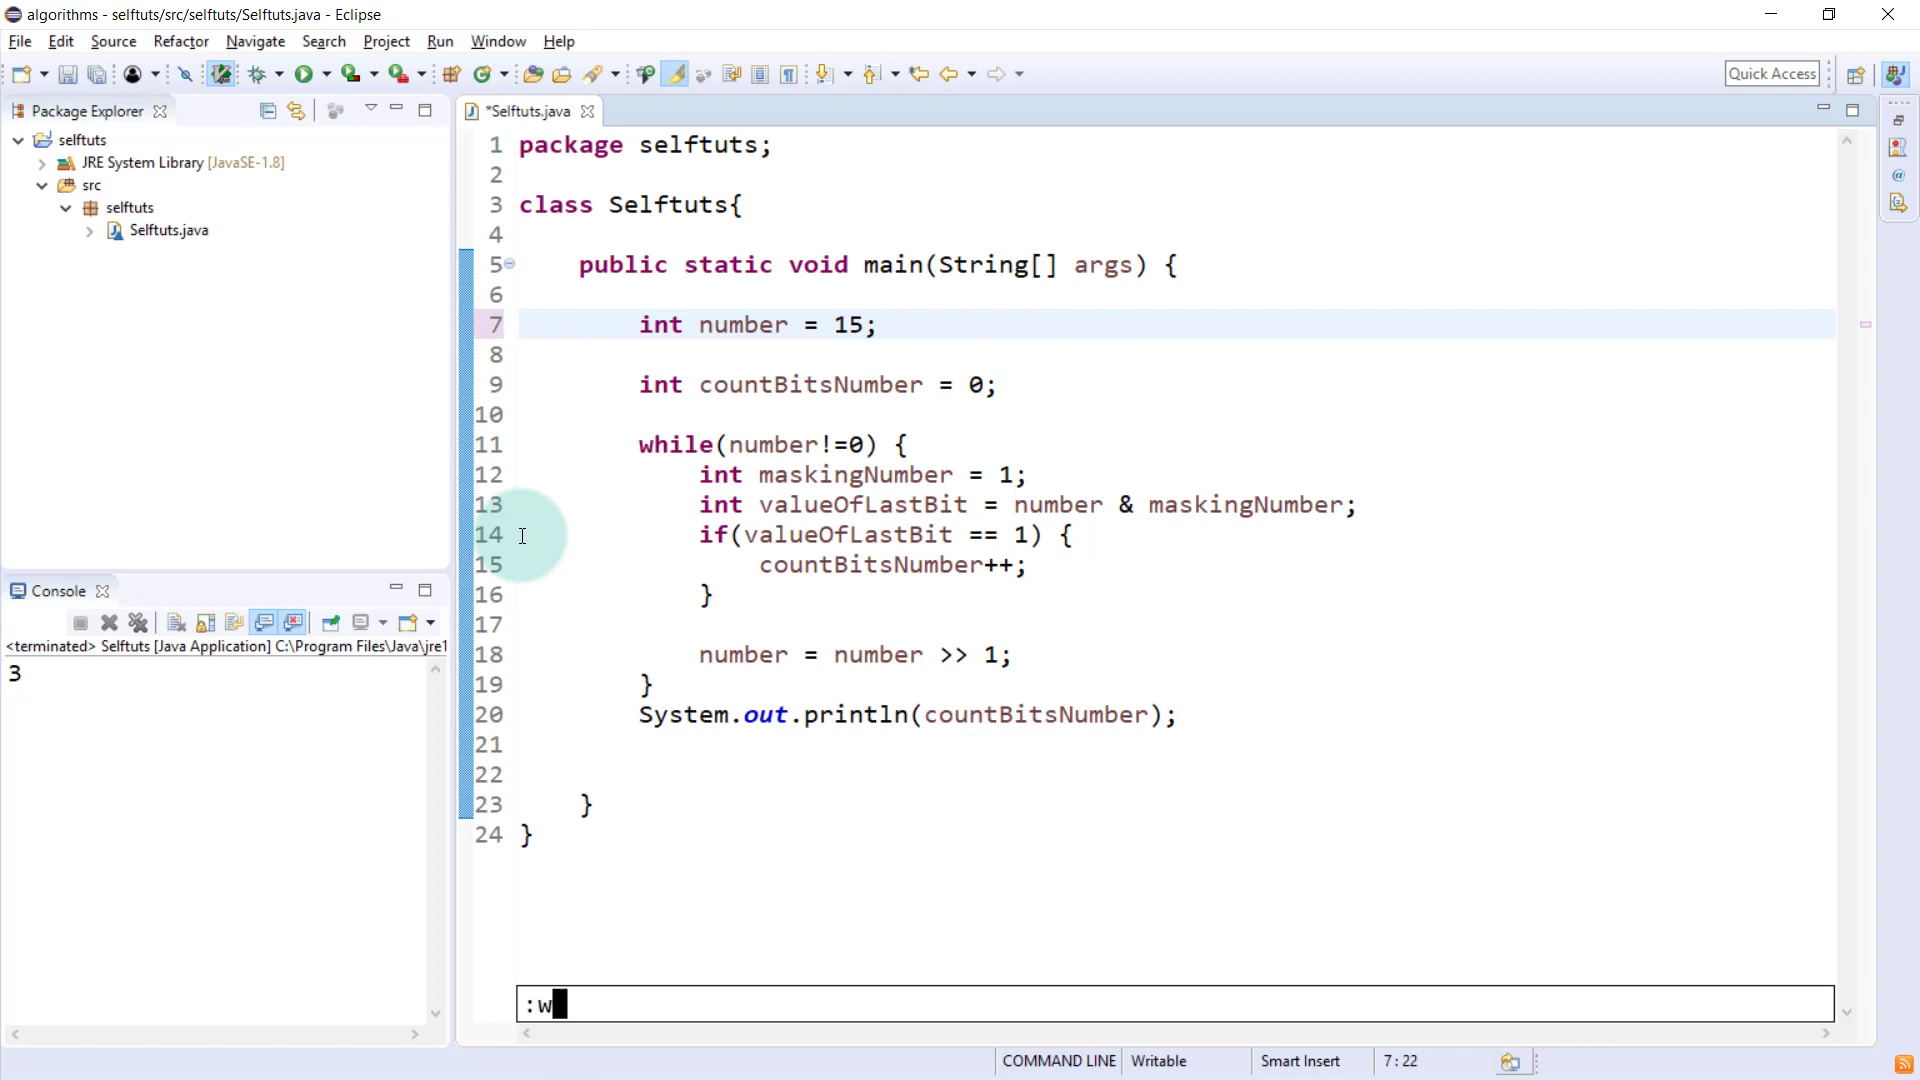 algorithms - selftuts/src/selftuts/Selftuts.java - Eclipse
File Edit Source Refactor Navigate Search Project Run Window Help
Quick Access
Package Explorer
*Selftuts.java
selftuts
JRE System Library [JavaSE-1.8]
src
selftuts
Selftuts.java
1 package selftuts;
2
3 class Selftuts{
4
5 public static void main(String[] args) {
6
7 int number = 15;
8
9 int countBitsNumber = 0;
10
11 while(number!=0) {
12 int maskingNumber = 1;
13 int valueOfLastBit = number & maskingNumber;
14 if(valueOfLastBit == 1) {
15 countBitsNumber++;
16 }
17
18 number = number >> 1;
19 }
20 System.out.println(countBitsNumber);
21
22
23 }
24 }
Console
<terminated> Selftuts [Java Application] C:\Program Files\Java\jre1
3
:w
COMMAND LINE Writable Smart Insert 7 : 22